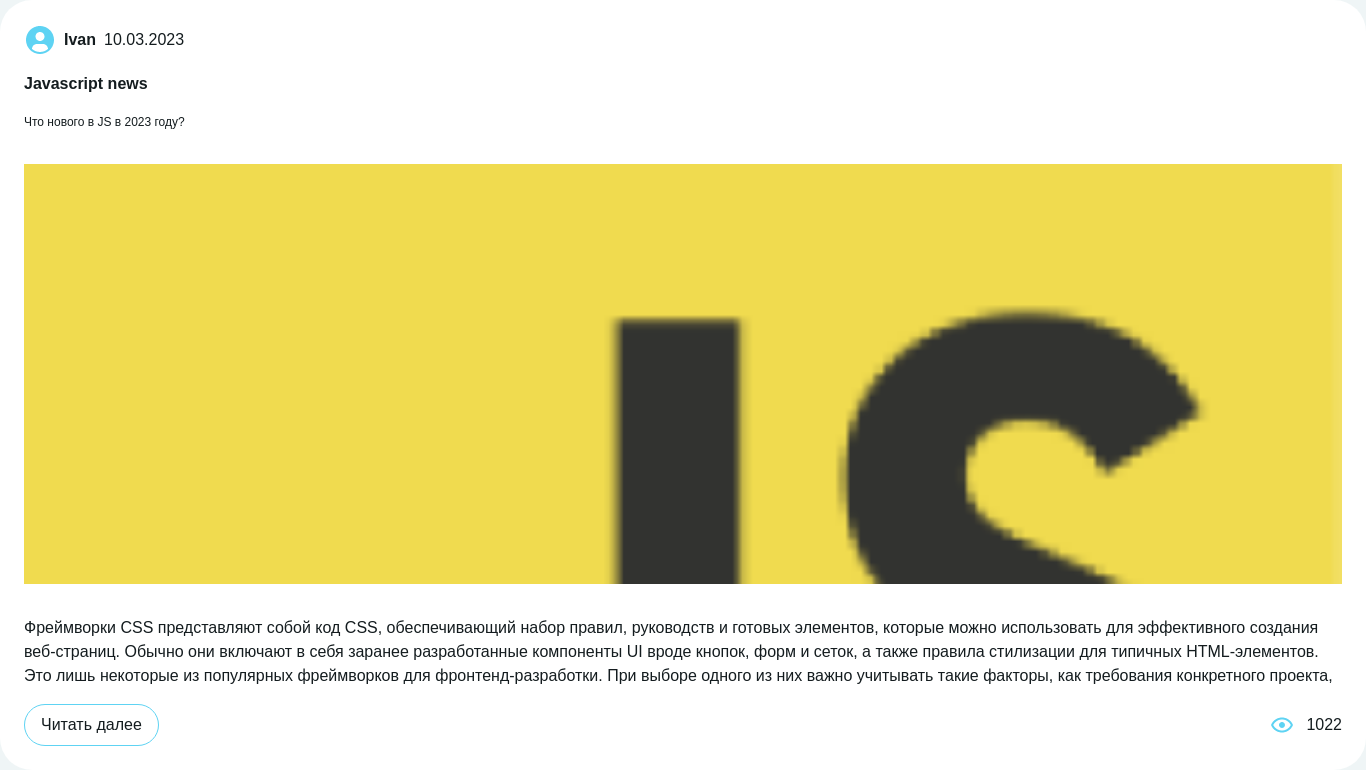 Ivan 10.03.2023
Javascript news
Что нового в JS в 2023 году?
JS
Фреймворки CSS представляют собой код CSS, обеспечивающий набор правил, руководств и готовых элементов, которые можно использовать для эффективного создания
веб-страниц. Обычно они включают в себя заранее разработанные компоненты UI вроде кнопок, форм и сеток, а также правила стилизации для типичных HTML-элементов.
Это лишь некоторые из популярных фреймворков для фронтенд-разработки. При выборе одного из них важно учитывать такие факторы, как требования конкретного проекта,
Читать далее 1022